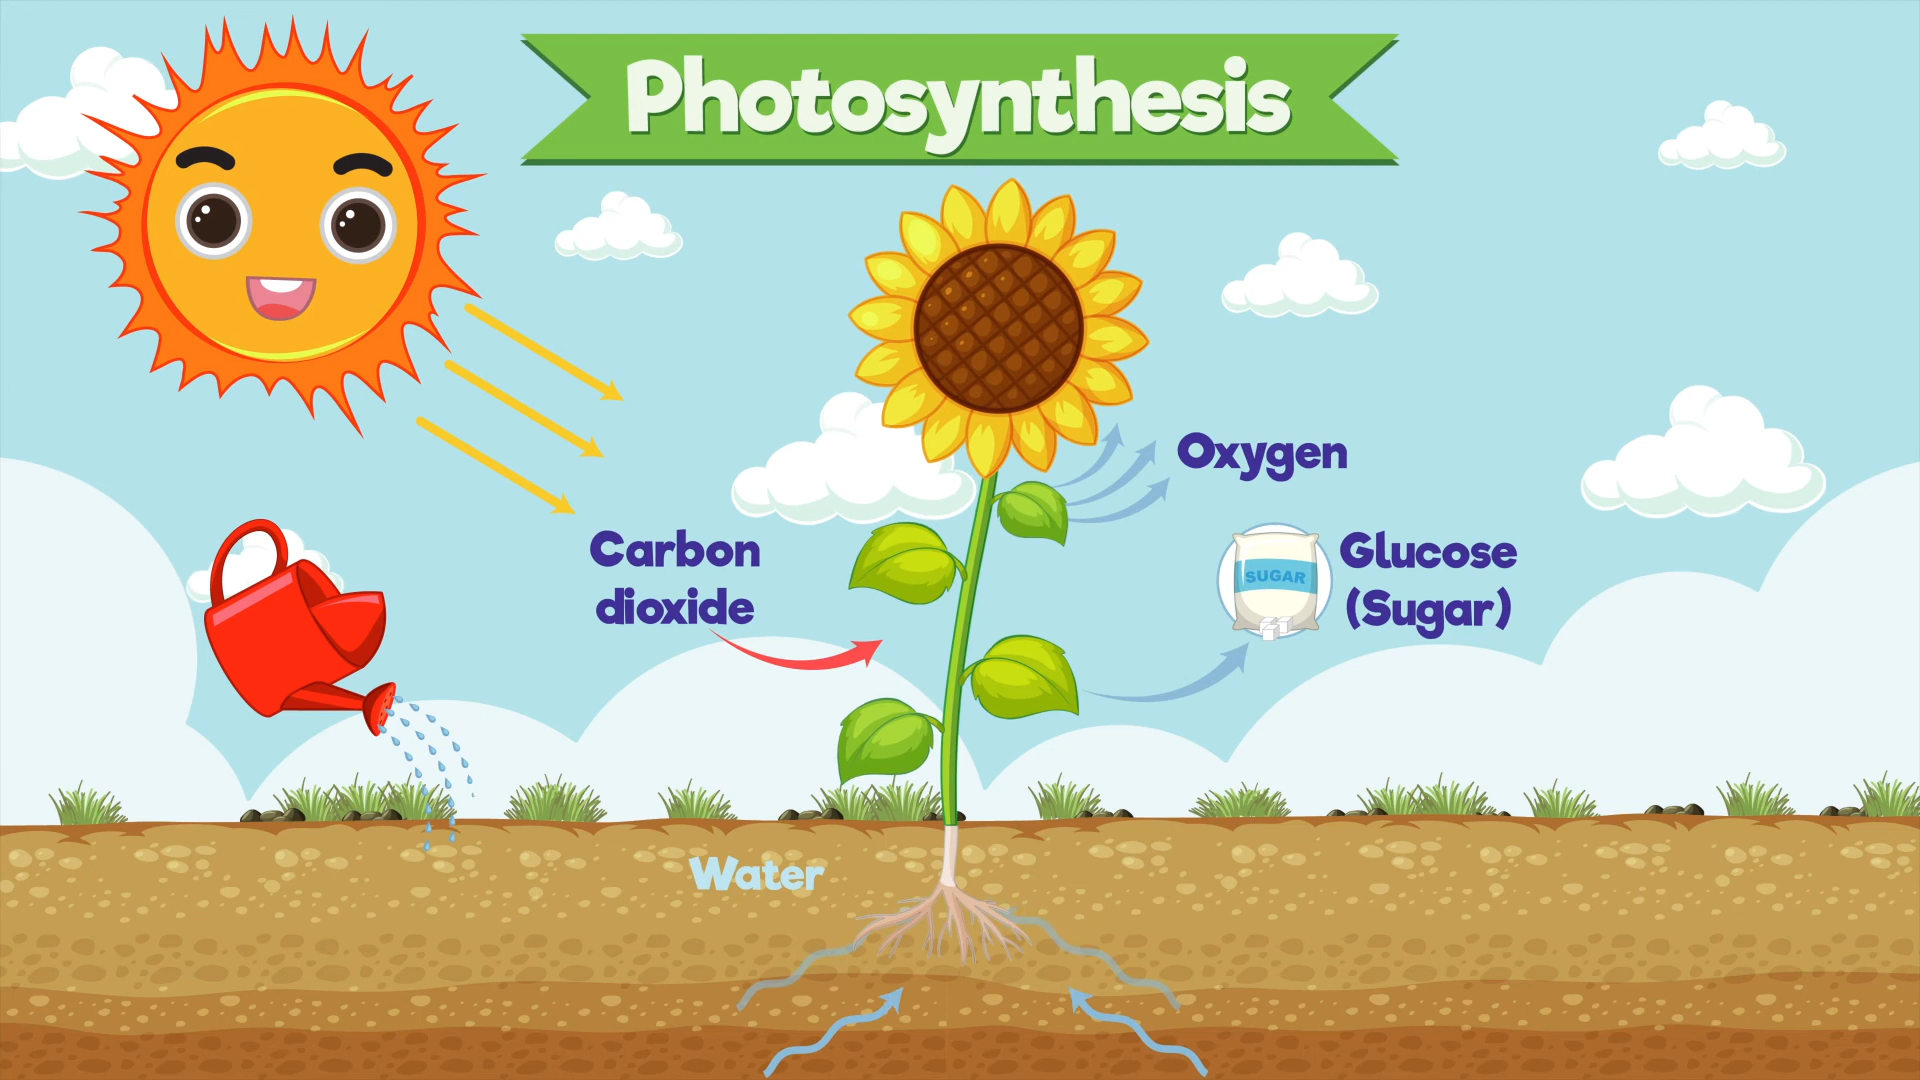 Photosynthesis
Oxygen
Carbon
dioxide
SUGAR
Glucose
(Sugar)
Water